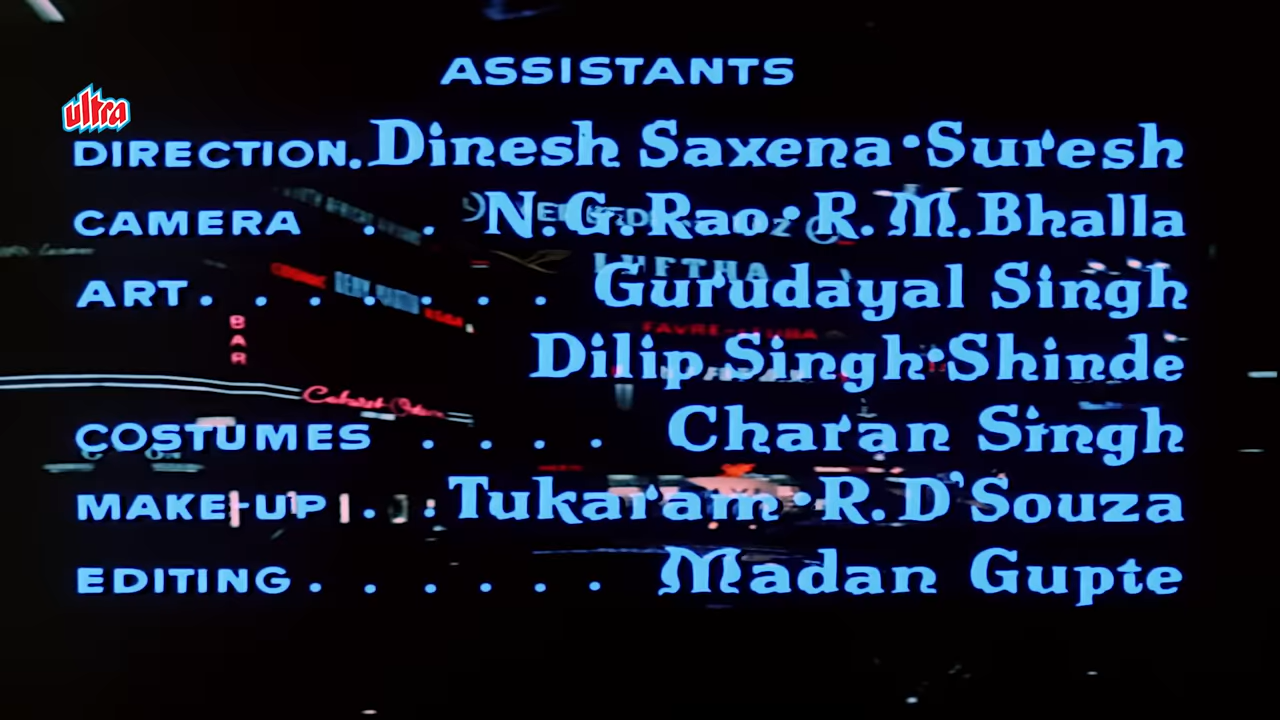 ASSISTANTS
ultra
DIRECTION. Dinesh Saxena • Suresh
CAMERA . . N.G. Rao • R.M. Bhalla
ART. . . . . . . Gurudayal Singh
Dilip Singh • Shinde
BAR
COSTUMES . . . . Charan Singh
MAKE-UP . . Tukaram • R.D'Souza
EDITING. . . . . . Madan Gupte